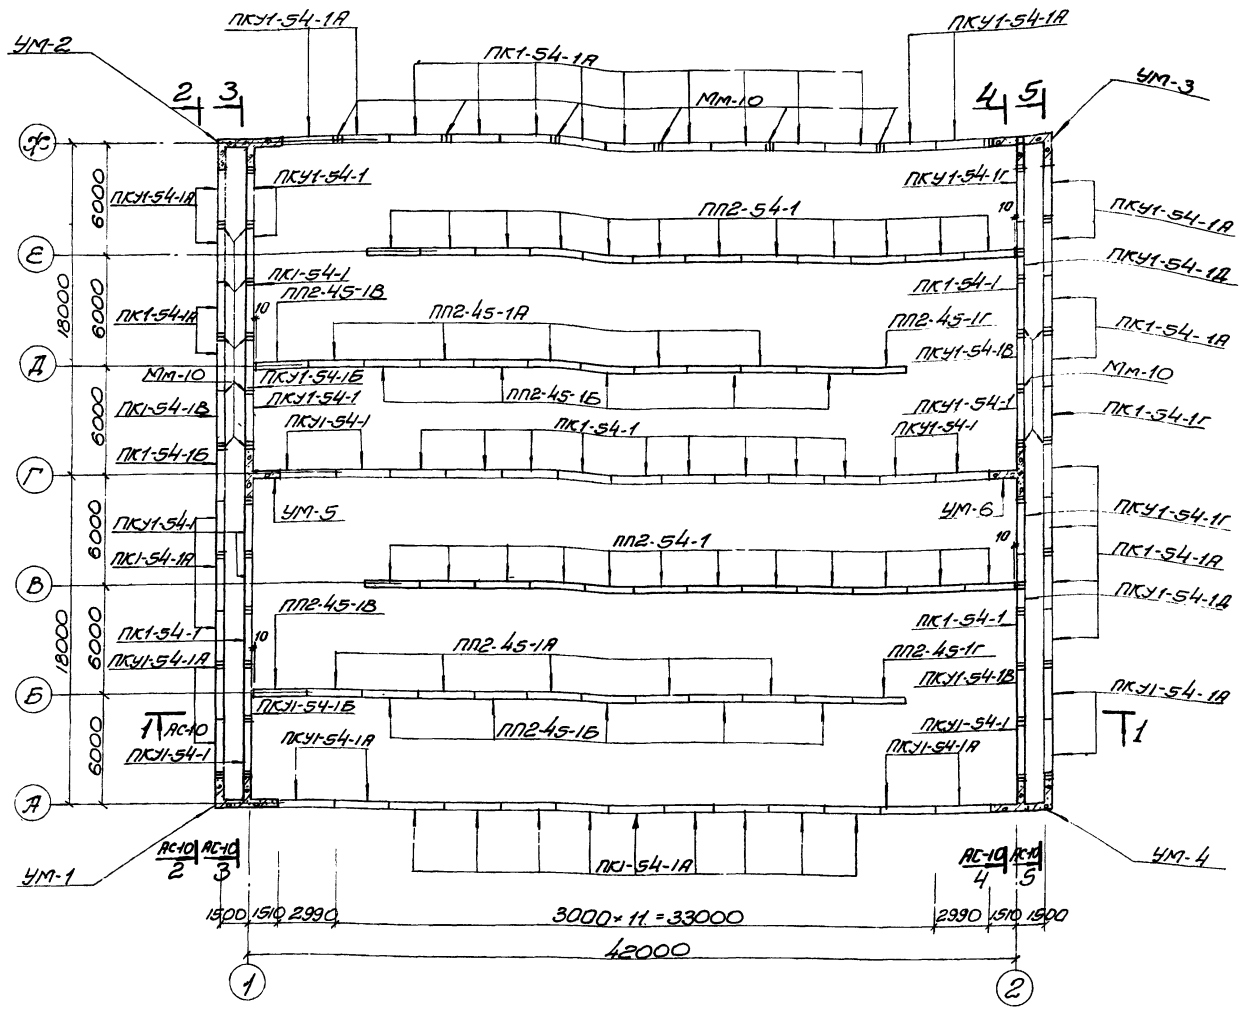 ПКУ1-54-1А
ПКУ1-54-1А
УМ-2
ПК1-54-1А
УМ-3
2 3
Мм-10
4 5
Ж
ПКУ1-54-1
ПКУ1-54-1Г
ПКУ1-54-1А
ПП2-54-1
10
ПКУ1-54-1А
6000
Е
ПК1-54-1
ПКУ1-54-1Д
ПП2-45-1В
ПК1-54-1
18000
6000
10
ПК1-54-1А
ПП2-45-1А
ПП2-45-1Г
ПК1-54-1А
ПКУ1-54-1В
Д
Мм-10
ПКУ1-54-1Б
Мм-10
ПК1-54-1В
ПКУ1-54-1
ПП2-45-1Б
ПКУ1-54-1
ПК1-54-1Г
6000
ПКУ1-54-1
ПК1-54-1
ПКУ1-54-1
ПК1-54-1Б
Г
УМ-5
УМ-6
ПКУ1-54-1Г
ПКУ1-54-1
6000
ПП2-54-1
10
ПК1-54-1А
ПК1-54-1А
В
ПКУ1-54-1Д
ПП2-45-1В
ПК1-54-1
ПК1-54-1
18000
6000
10
ПП2-45-1А
ПП2-45-1Г
ПКУ1-54-1А
ПКУ1-54-1В
ПКУ1-54-1А
Б
ПКУ1-54-1Б
1 АС-10
ПП2-45-1Б
ПКУ1-54-1
1
6000
ПКУ1-54-1
ПКУ1-54-1А
ПКУ1-54-1А
А
УМ-1
АС-10 АС-10
2 3
ПК1-54-1А
АС-10 АС-10
4 5
УМ-4
1500 1510 2990 3000×11.=33000 2990 1510 1500
42000
1 2